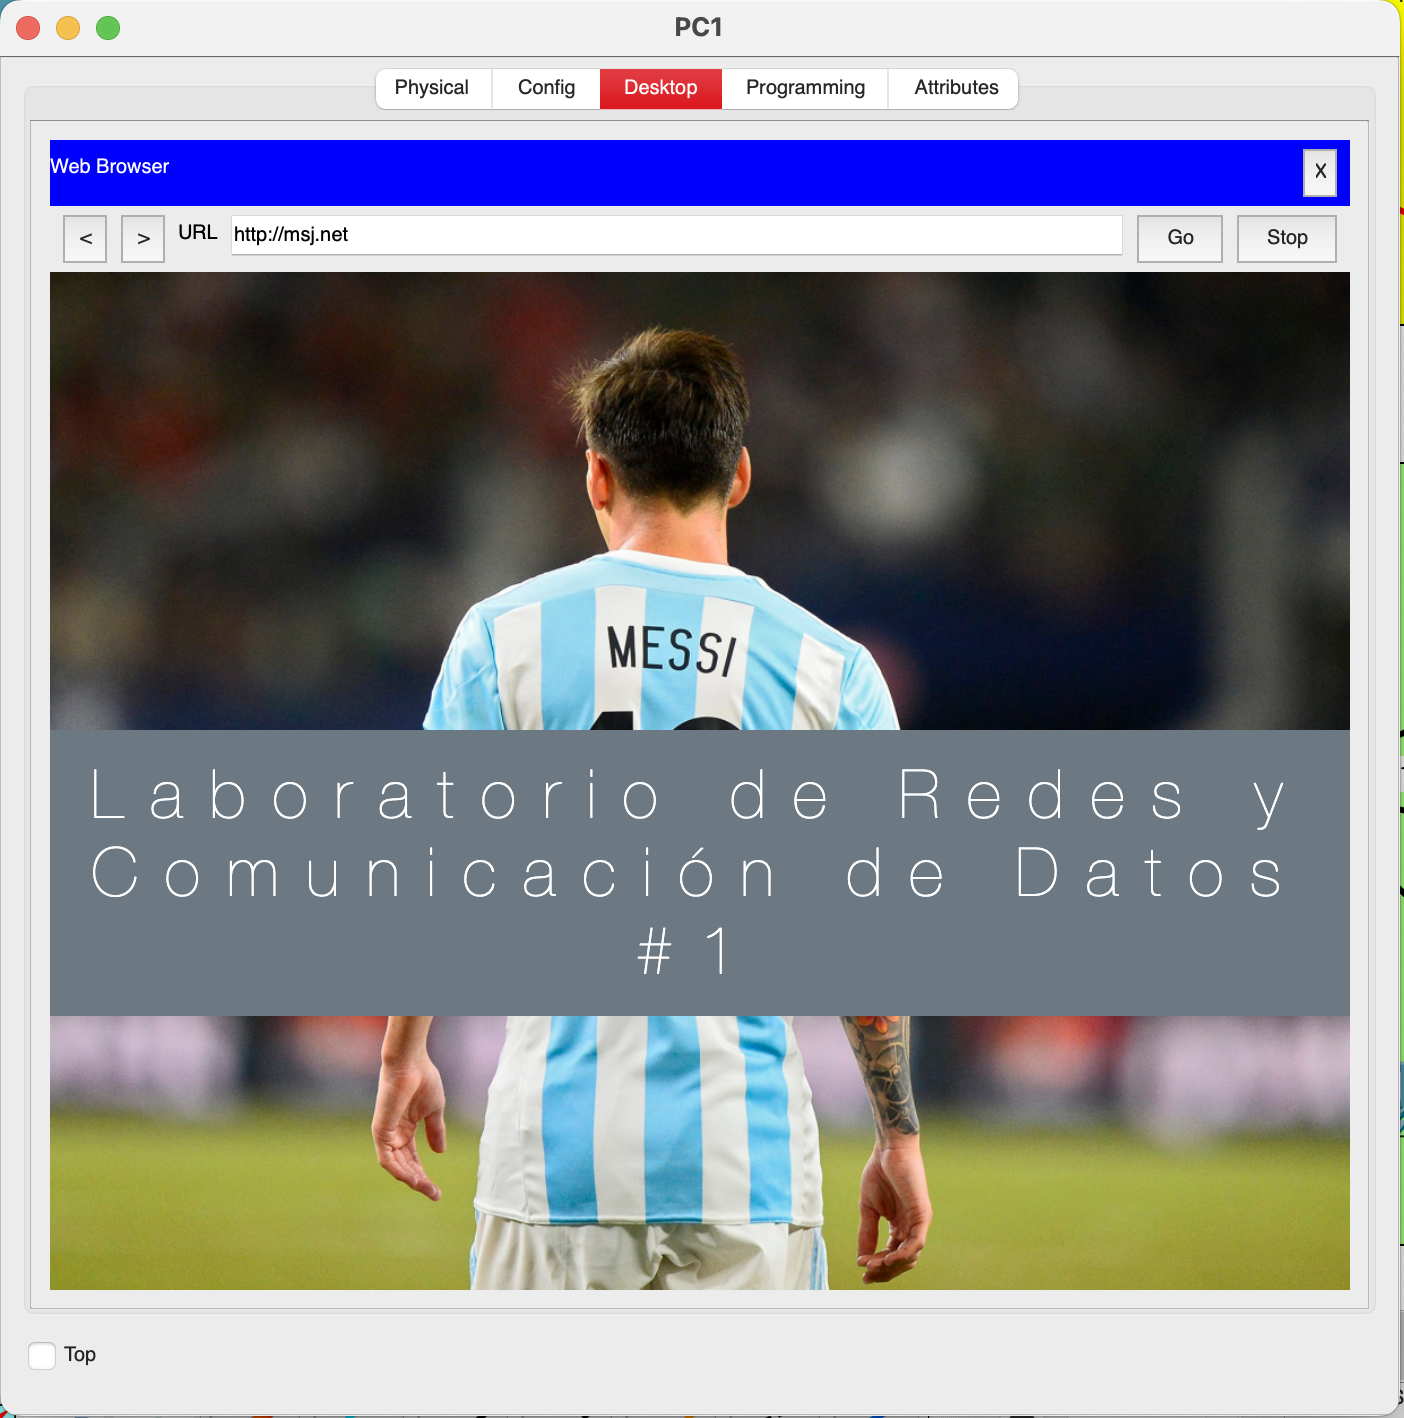 PC1
Physical Config Desktop Programming Attributes
Web Browser
X
< > URL http://msj.net Go Stop
MESSI
Laboratorio de Redes y
Comunicación de Datos
#1
Top